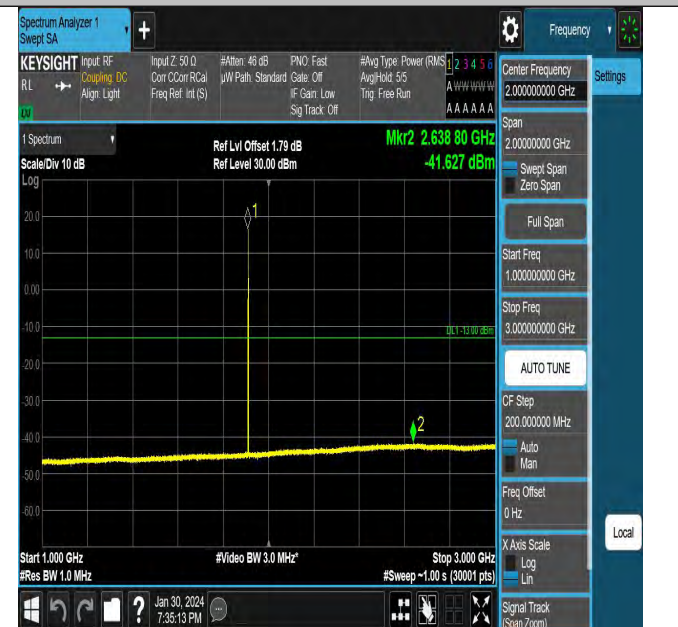 Spectrum Analyzer 1
Swept SA
+
Frequency
KEYSIGHT
RL
Input: RF
Coupling: DC
Align: Light
Input Z: 50 Ω
Corr CCorr RCal
Freq Ref: Int (S)
#Atten: 46 dB
µW Path: Standard
PNO: Fast
Gate: Off
IF Gain: Low
Sig Track: Off
#Avg Type: Power (RMS
Avg|Hold: 5/5
Trig: Free Run
1 2 3 4 5 6
A W W W W W
A A A A A A
1 Spectrum
Scale/Div 10 dB
Log
Ref Lvl Offset 1.79 dB
Ref Level 30.00 dBm
Mkr2 2.638 80 GHz
-41.627 dBm
20.0
10.0
0.00
-10.0
-20.0
-30.0
-40.0
-50.0
-60.0
1
DL1 -13.00 dBm
2
Start 1.000 GHz
#Res BW 1.0 MHz
#Video BW 3.0 MHz*
Stop 3.000 GHz
#Sweep ~1.00 s (30001 pts)
?
Jan 30, 2024
7:35:13 PM
Center Frequency
2.00000000 GHz
Settings
Span
2.00000000 GHz
Swept Span
Zero Span
Full Span
Start Freq
1.000000000 GHz
Stop Freq
3.000000000 GHz
AUTO TUNE
CF Step
200.000000 MHz
Auto
Man
Freq Offset
0 Hz
X Axis Scale
Log
Lin
Local
Signal Track
(Span Zoom)